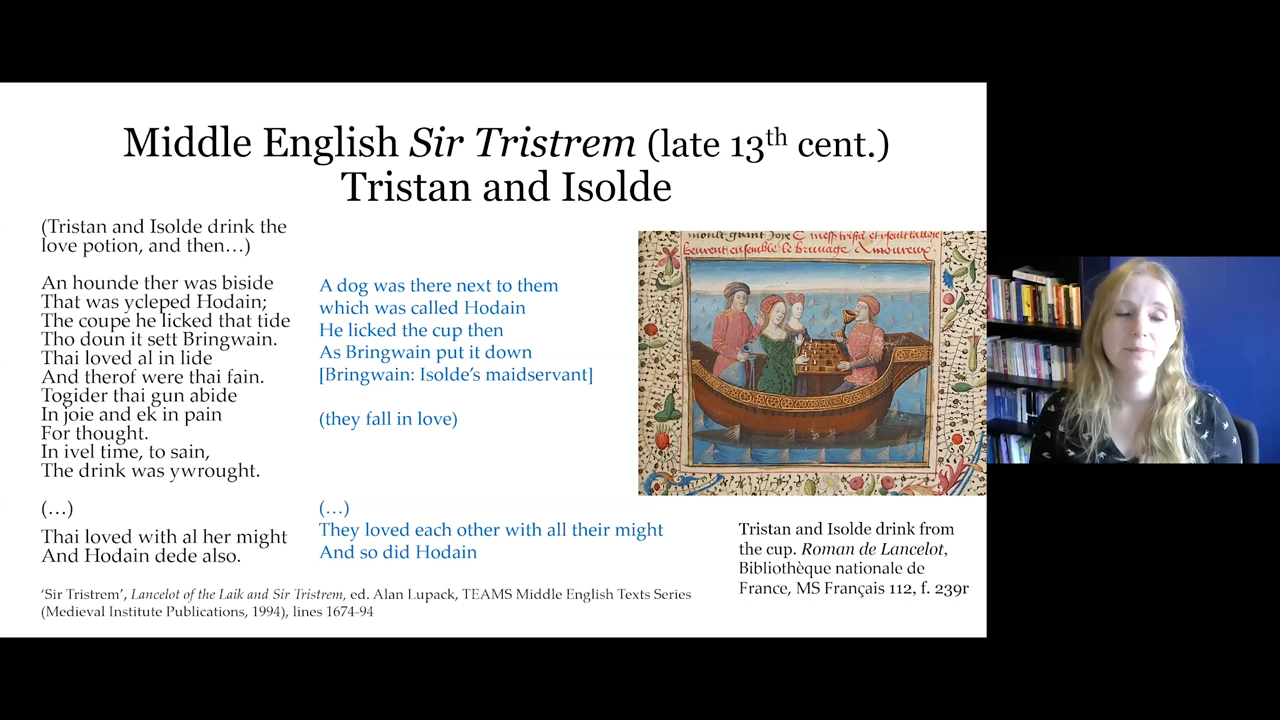 Middle English Sir Tristrem (late 13th cent.)
Tristan and Isolde
(Tristan and Isolde drink the
love potion, and then…)
An hounde ther was biside
That was ycleped Hodain;
The coupe he licked that tide
Tho doun it sett Bringwain.
Thai loved al in lide
And therof were thai fain.
Togider thai gun abide
In joie and ek in pain
For thought.
In ivel time, to sain,
The drink was ywrought.
(…)
Thai loved with al her might
And Hodain dede also.
A dog was there next to them
which was called Hodain
He licked the cup then
As Bringwain put it down
[Bringwain: Isolde’s maidservant]
(they fall in love)
(…)
They loved each other with all their might
And so did Hodain
Tristan and Isolde drink from
the cup. Roman de Lancelot,
Bibliothèque nationale de
France, MS Français 112, f. 239r
‘Sir Tristrem’, Lancelot of the Laik and Sir Tristrem, ed. Alan Lupack, TEAMS Middle English Texts Series
(Medieval Institute Publications, 1994), lines 1674-94